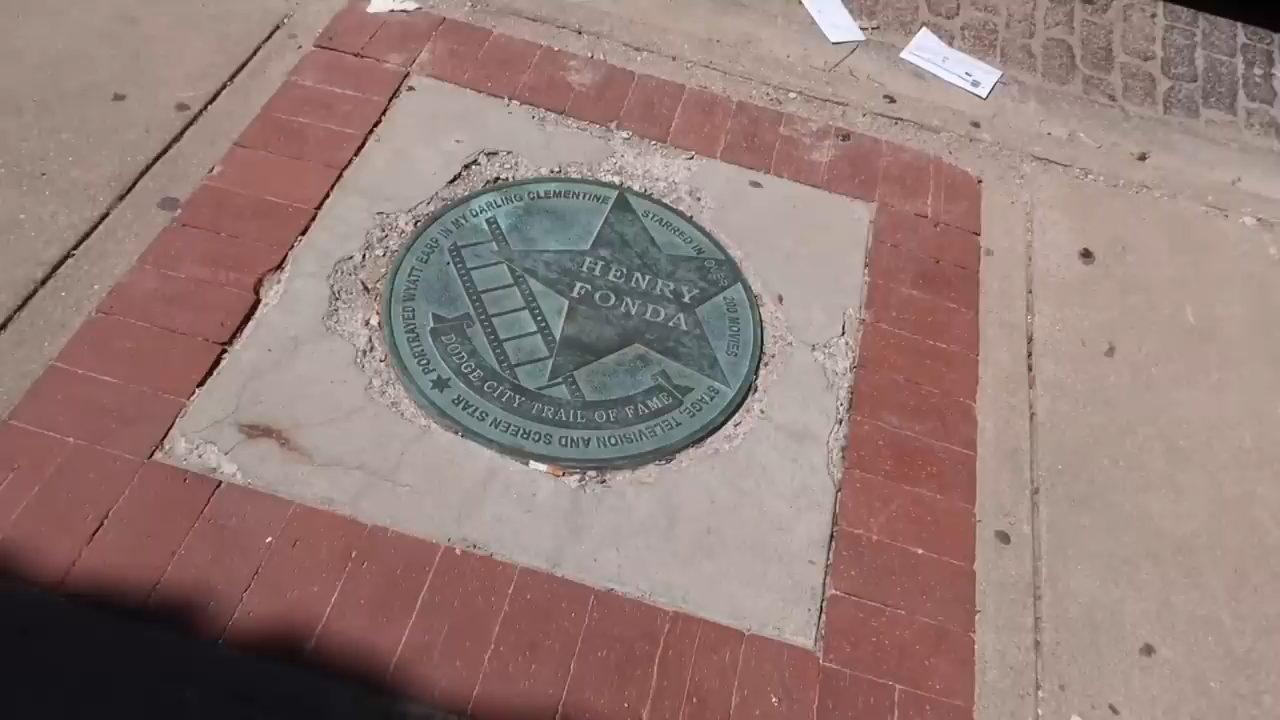 HENRY
FONDA
DODGE CITY TRAIL OF FAME
PORTRAYED WYATT EARP IN MY DARLING CLEMENTINE
STARRED IN OVER 200 MOVIES
STAGE, TELEVISION AND SCREEN STAR